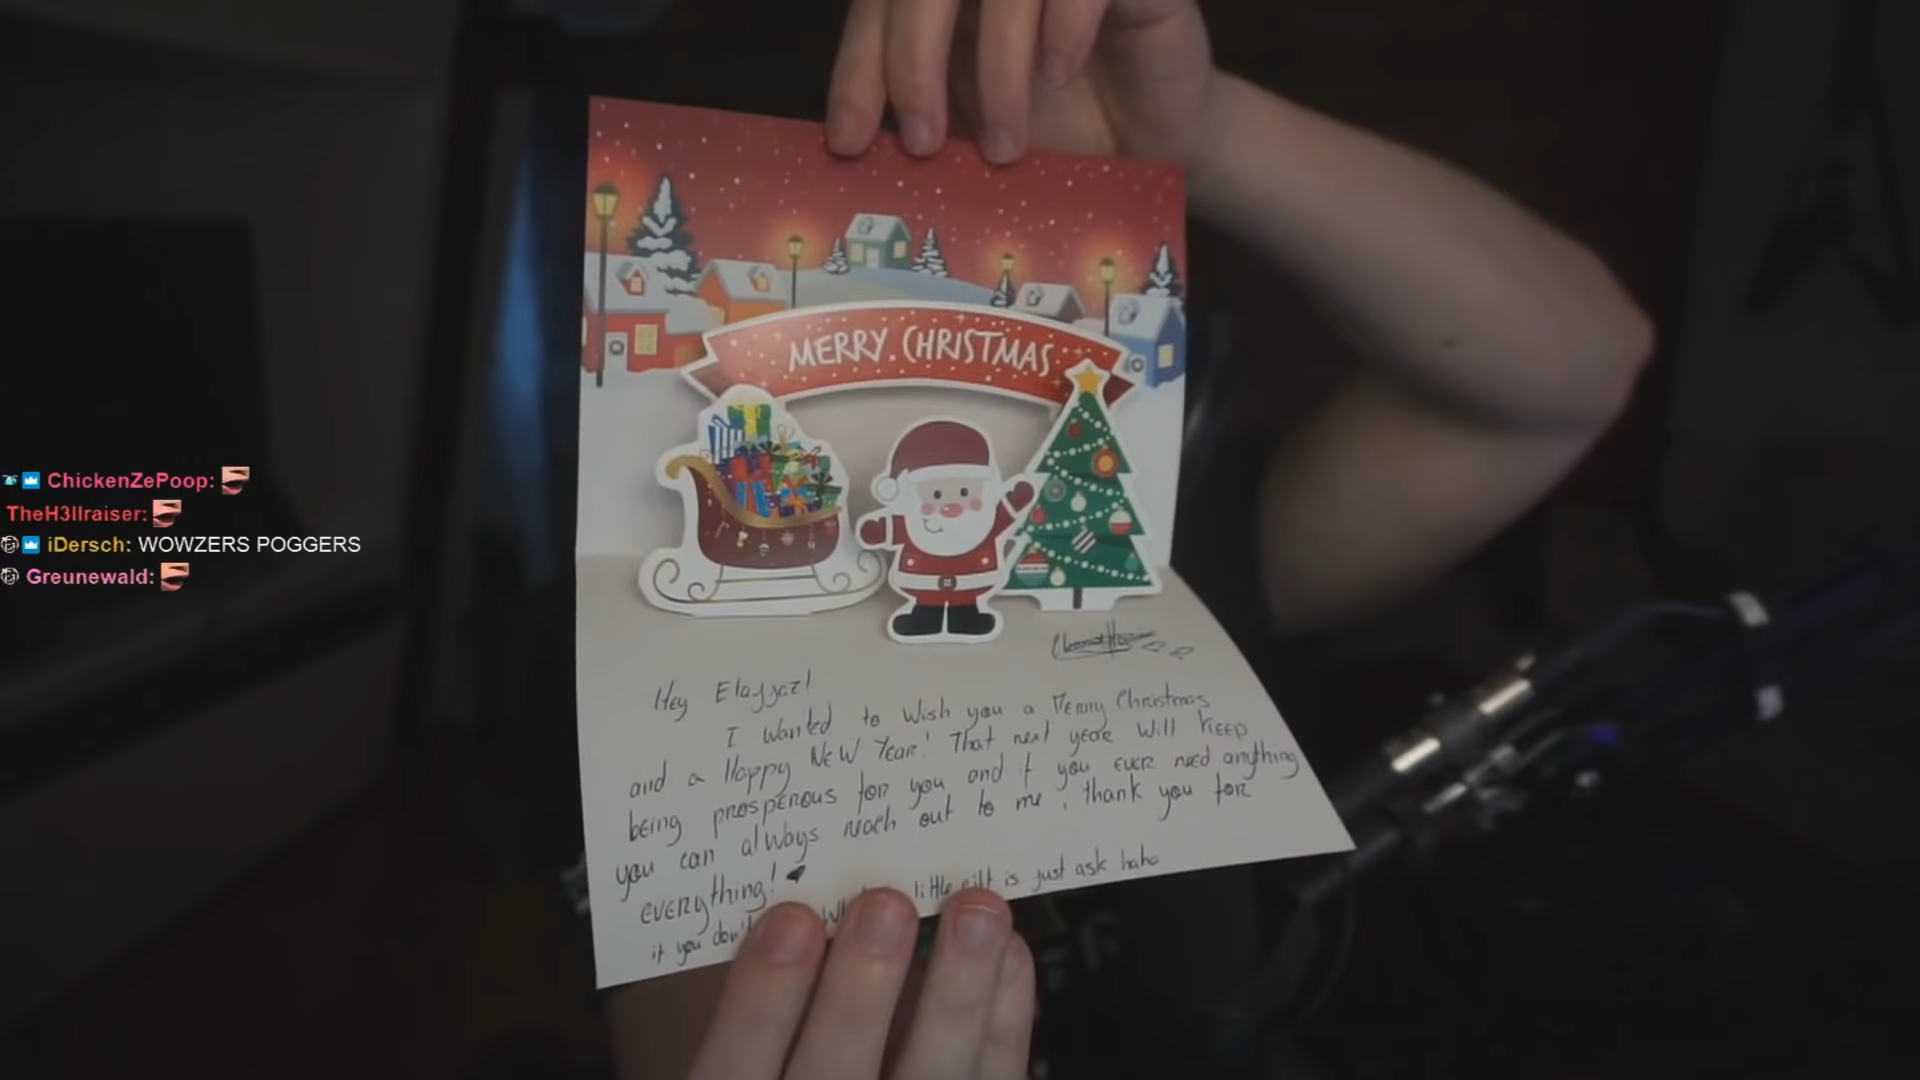 MERRY CHRISTMAS
ChickenZePoop:
TheH3llraiser:
iDersch: WOWZERS POGGERS
Greunewald:
Hey Elajjaz!
I wanted to wish you a Merry Christmas
and a Happy New Year! That next year will keep
being prosperous for you and if you ever need anything
you can always reach out to me, thank you for
everything!
if you don't little gift is just ask haha